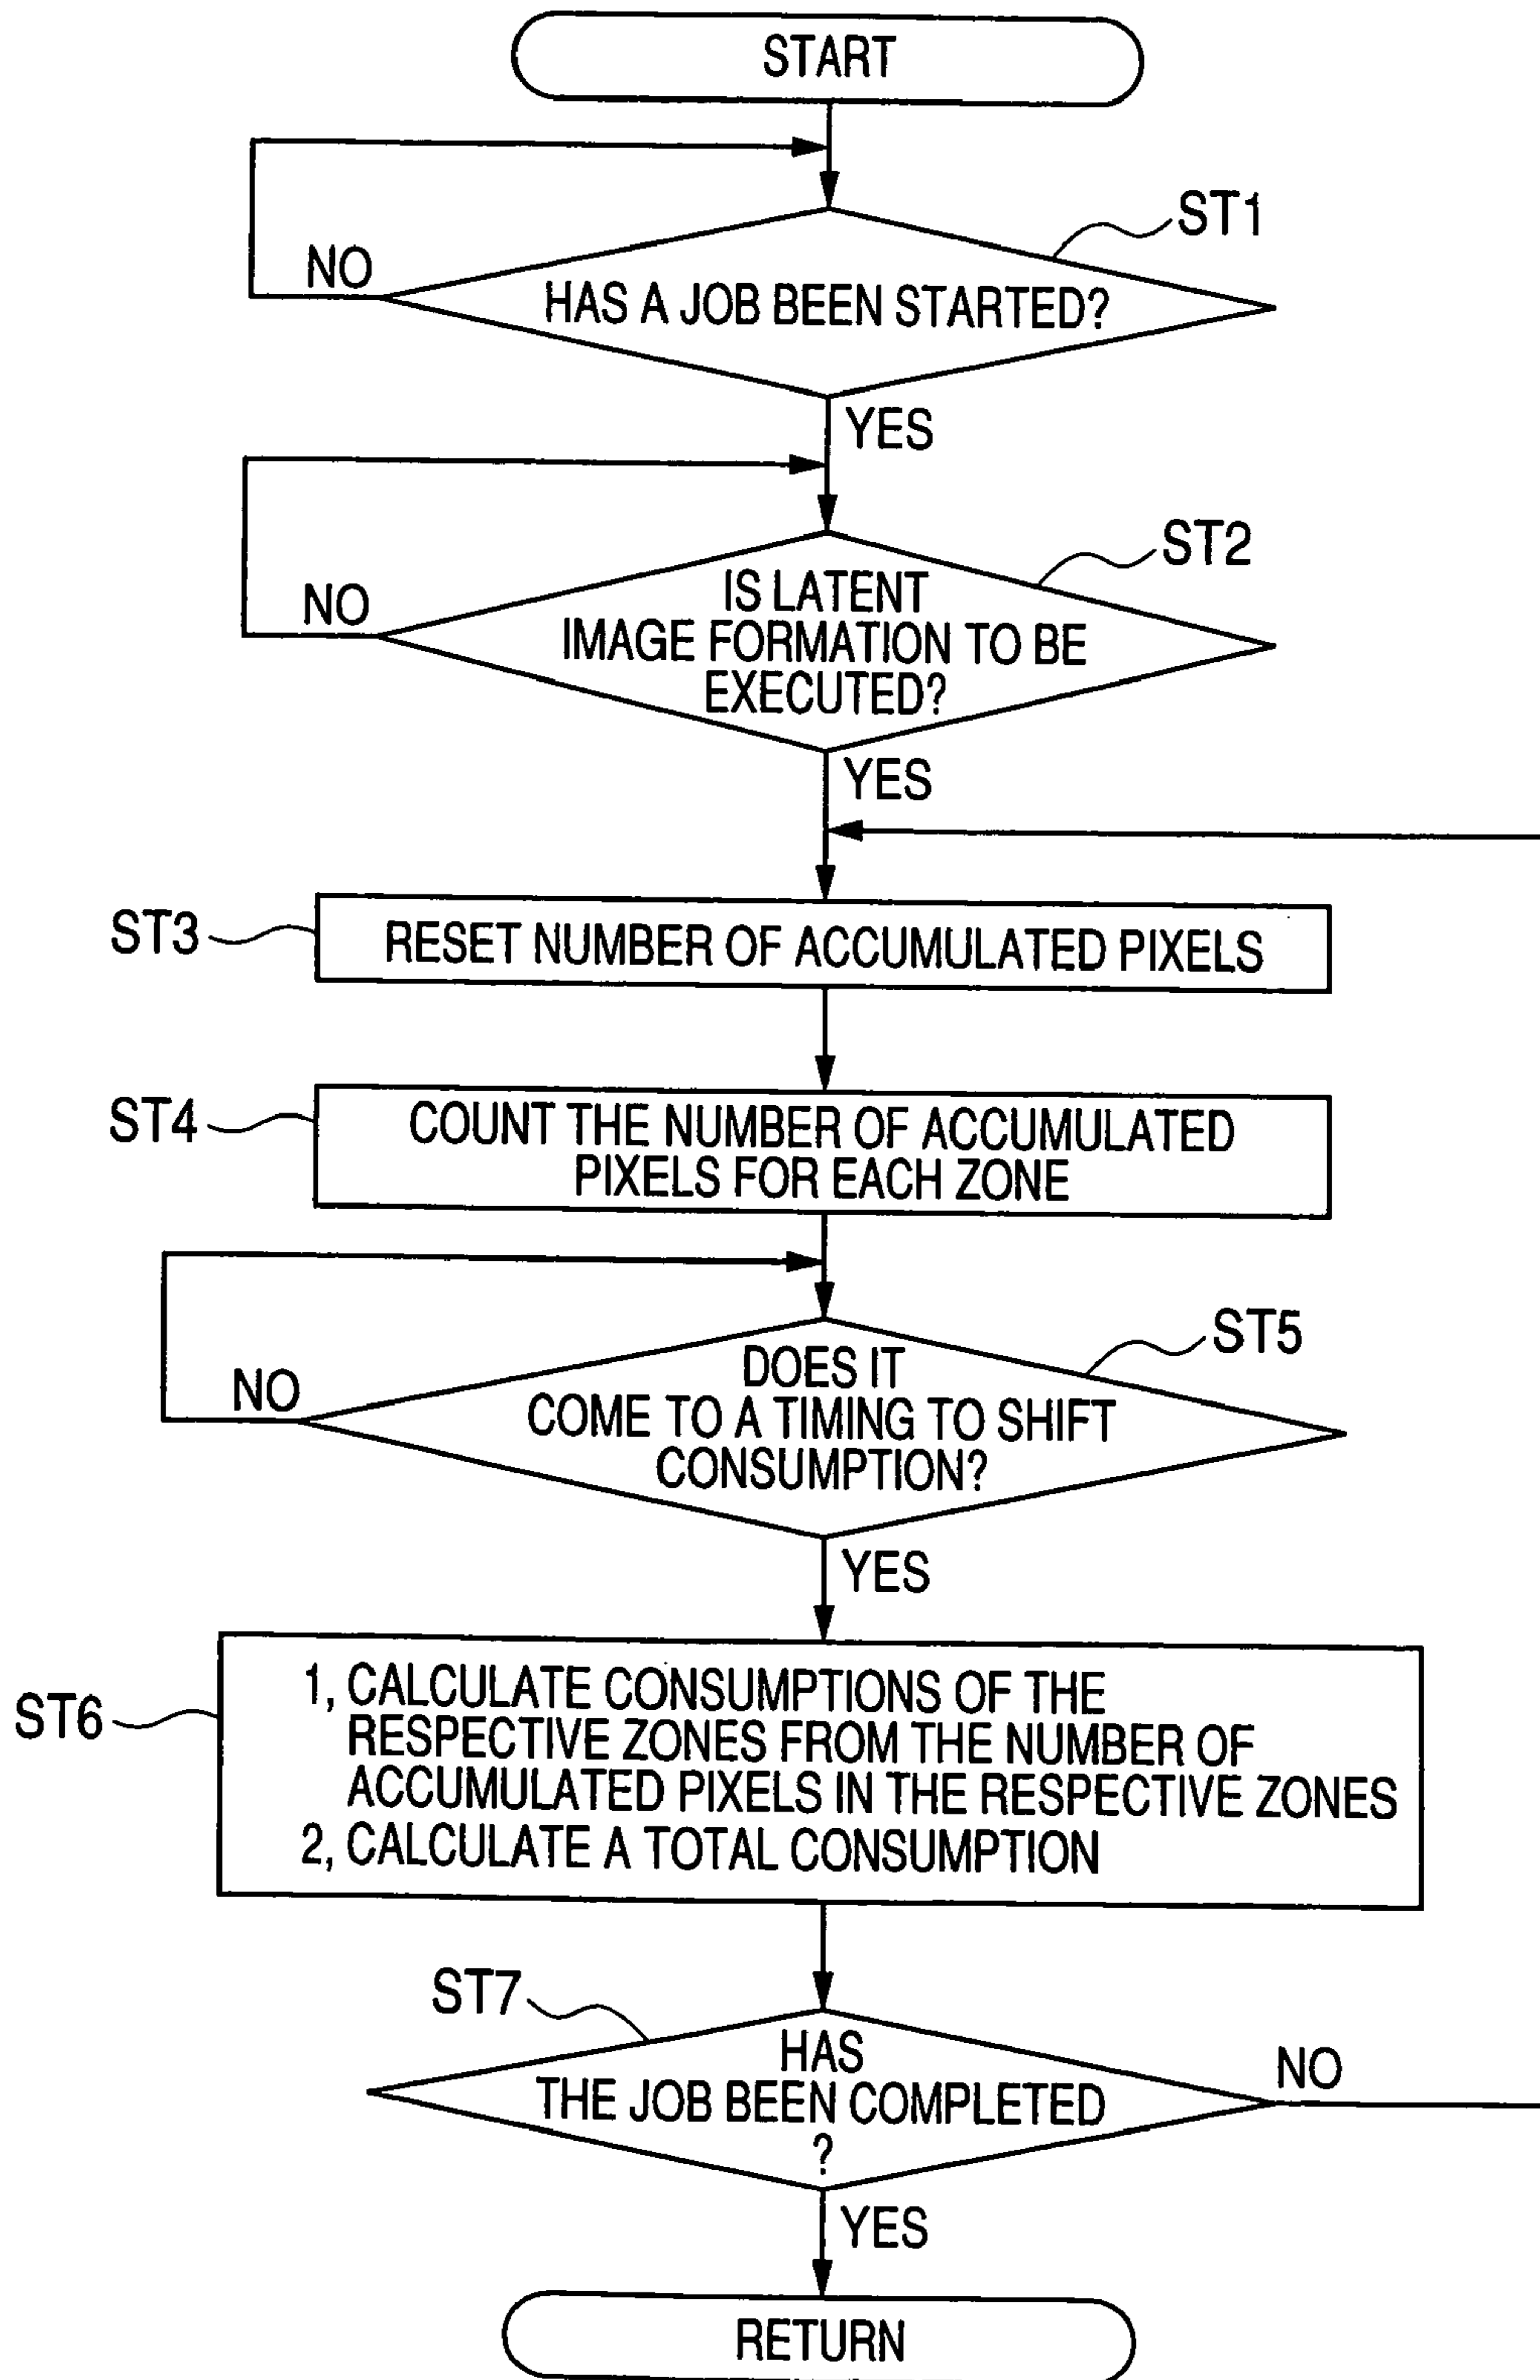 START
ST1
NO
HAS A JOB BEEN STARTED?
YES
ST2
NO
IS LATENT
IMAGE FORMATION TO BE
EXECUTED?
YES
ST3
RESET NUMBER OF ACCUMULATED PIXELS
ST4
COUNT THE NUMBER OF ACCUMULATED
PIXELS FOR EACH ZONE
ST5
NO
DOES IT
COME TO A TIMING TO SHIFT
CONSUMPTION?
YES
ST6
1, CALCULATE CONSUMPTIONS OF THE
RESPECTIVE ZONES FROM THE NUMBER OF
ACCUMULATED PIXELS IN THE RESPECTIVE ZONES
2, CALCULATE A TOTAL CONSUMPTION
ST7
HAS
THE JOB BEEN COMPLETED
?
NO
YES
RETURN